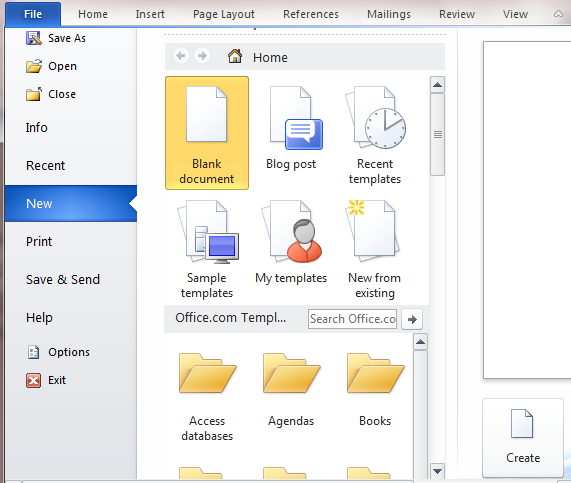 File Home Insert Page Layout References Mailings Review View
Save As
Open
Close
Info
Recent
New
Print
Save & Send
Help
Options
Exit
Home
Blank document
Blog post
Recent templates
Sample templates
My templates
New from existing
Office.com Templ...
Search Office.co
Access databases
Agendas
Books
Create